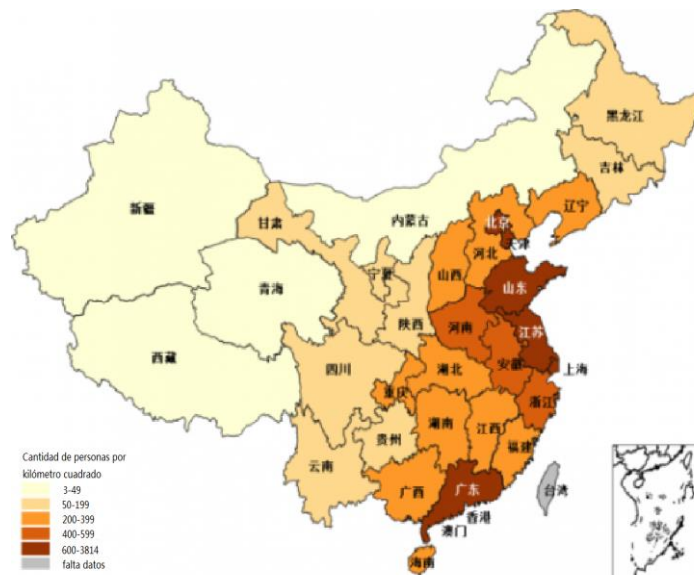 黑龙江
吉林
辽宁
新疆
甘肃
内蒙古
北京
天津
河北
山西
宁夏
青海
山东
陕西
河南
江苏
西藏
四川
安徽
上海
湖北
重庆
浙江
湖南
江西
贵州
福建
云南
广西
广东
台湾
香港
澳门
海南
Cantidad de personas por
kilómetro cuadrado
3-49
50-199
200-399
400-599
600-3814
falta datos